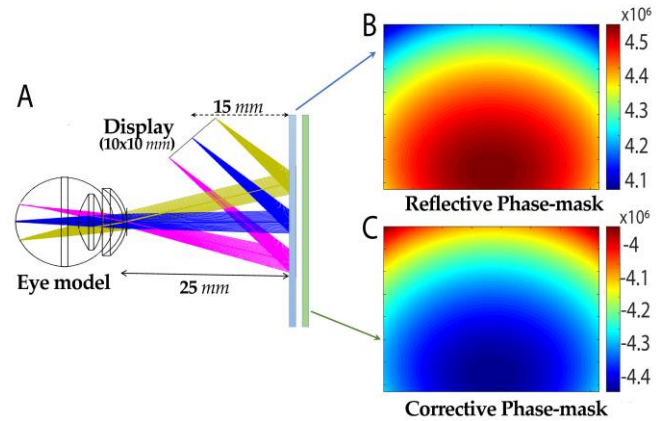 A
15 mm
Display
(10x10 mm)
Eye model
25 mm
B
x10⁶
4.5
4.4
4.3
4.2
4.1
Reflective Phase-mask
C
x10⁶
-4
-4.1
-4.2
-4.3
-4.4
Corrective Phase-mask